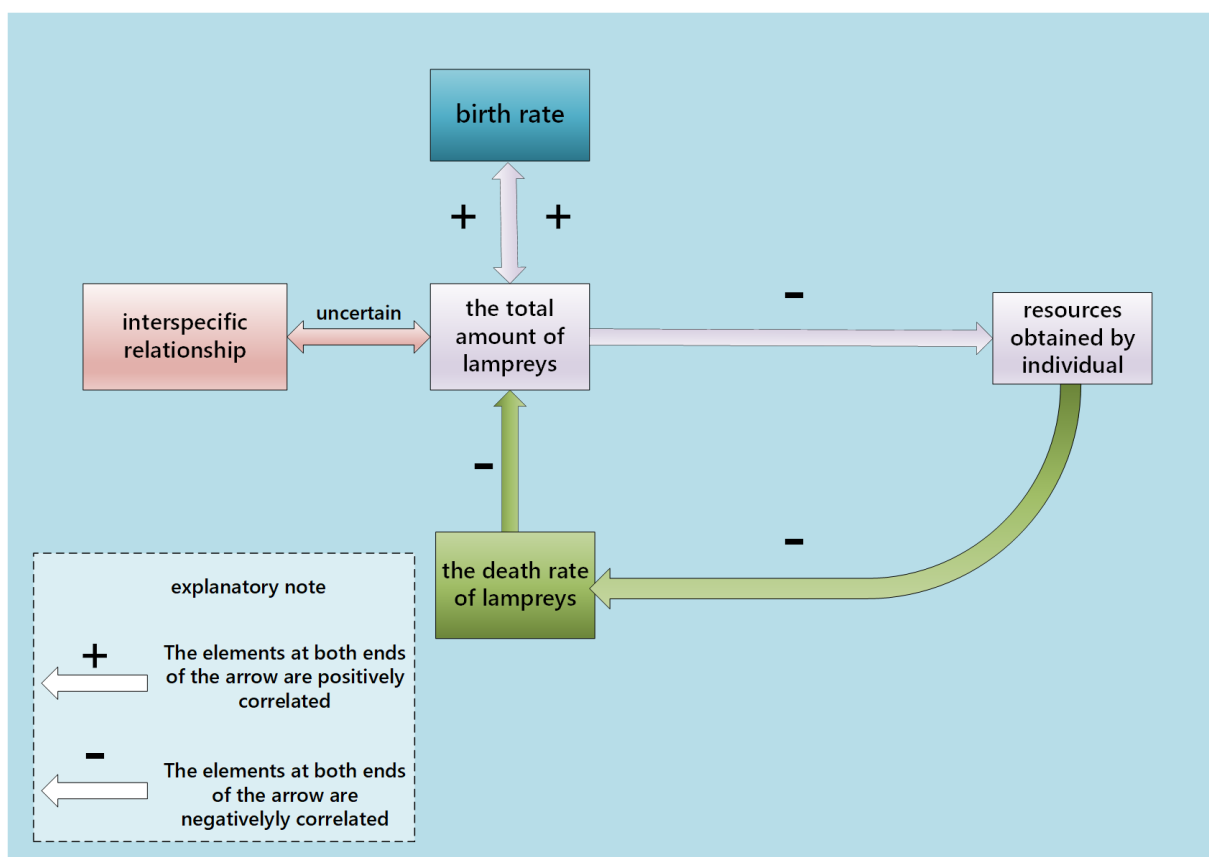 birth rate
+ +
uncertain
interspecific
relationship
the total
amount of
lampreys
-
resources
obtained by
individual
-
the death rate
of lampreys
-
explanatory note
+
The elements at both ends
of the arrow are positively
correlated
-
The elements at both ends
of the arrow are
negativelyly correlated